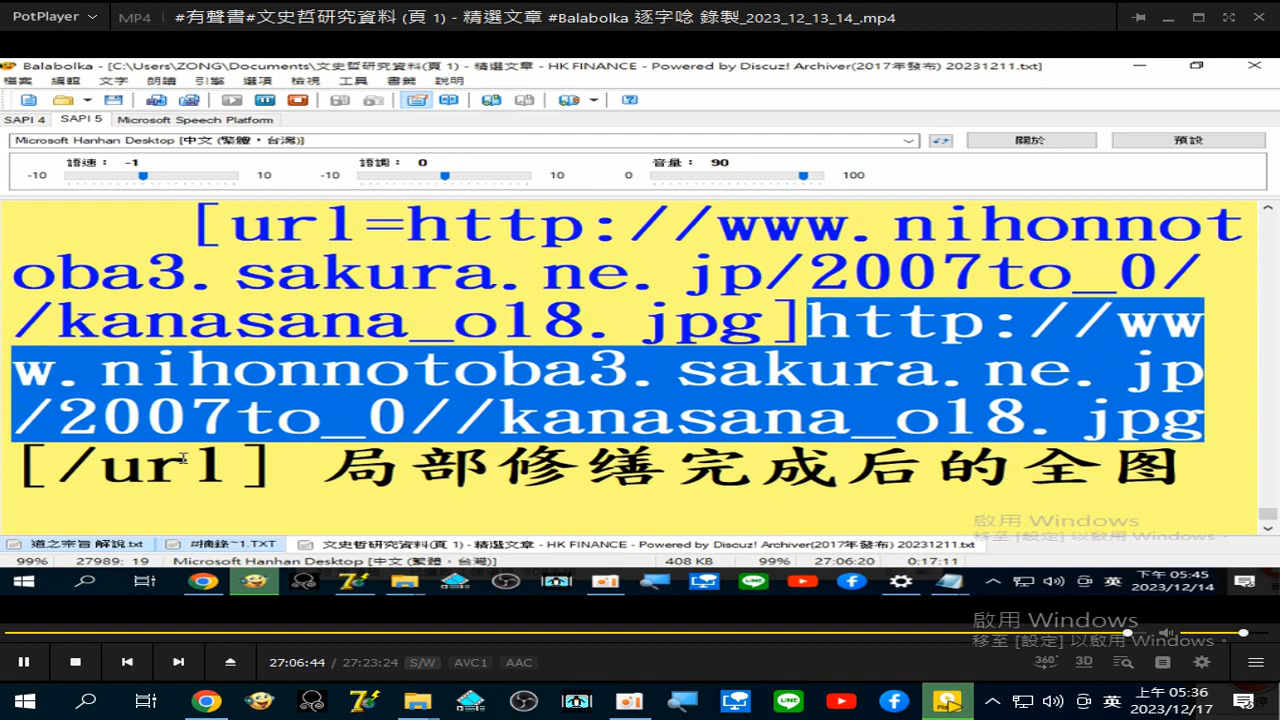 PotPlayer MP4 #有聲書#文史哲研究資料 (頁 1) - 精選文章 #Balabolka 逐字唸 錄製_2023_12_13_14_.mp4
Balabolka - [C:\Users\ZONG\Documents\文史哲研究資料(頁 1) - 精選文章 - HK FINANCE - Powered by Discuz! Archiver(2017年發布) 20231211.txt]
檔案 編輯 文字 朗讀 引擎 選項 檢視 工具 書籤 說明
SAPI 4 SAPI 5 Microsoft Speech Platform
Microsoft Hanhan Desktop [中文 (繁體，台灣)] 關於 預設
語速： -1 語調： 0 音量： 90
-10 10 -10 10 0 100
[url=http://www.nihonnot
oba3.sakura.ne.jp/2007to_0/
/kanasana_o18.jpg]http://ww
w.nihonnotoba3.sakura.ne.jp
/2007to_0//kanasana_o18.jpg
[/url] 局部修缮完成后的全图
啟用 Windows
移至 [設定] 以啟用 Windows。
道之宗旨 解說.txt #摘錄~1.TXT 文史哲研究資料(頁 1) - 精選文章 - HK FINANCE - Powered by Discuz! Archiver(2017年發布) 20231211.txt
99% 27989: 19 Microsoft Hanhan Desktop [中文 (繁體，台灣)] 408 KB 99% 27:06:20 0:17:11
英 下午 05:45
2023/12/14
啟用 Windows
移至 [設定] 以啟用 Windows。
27:06:44 / 27:23:24 S/W AVC1 AAC 360° 3D
英 上午 05:36
2023/12/17